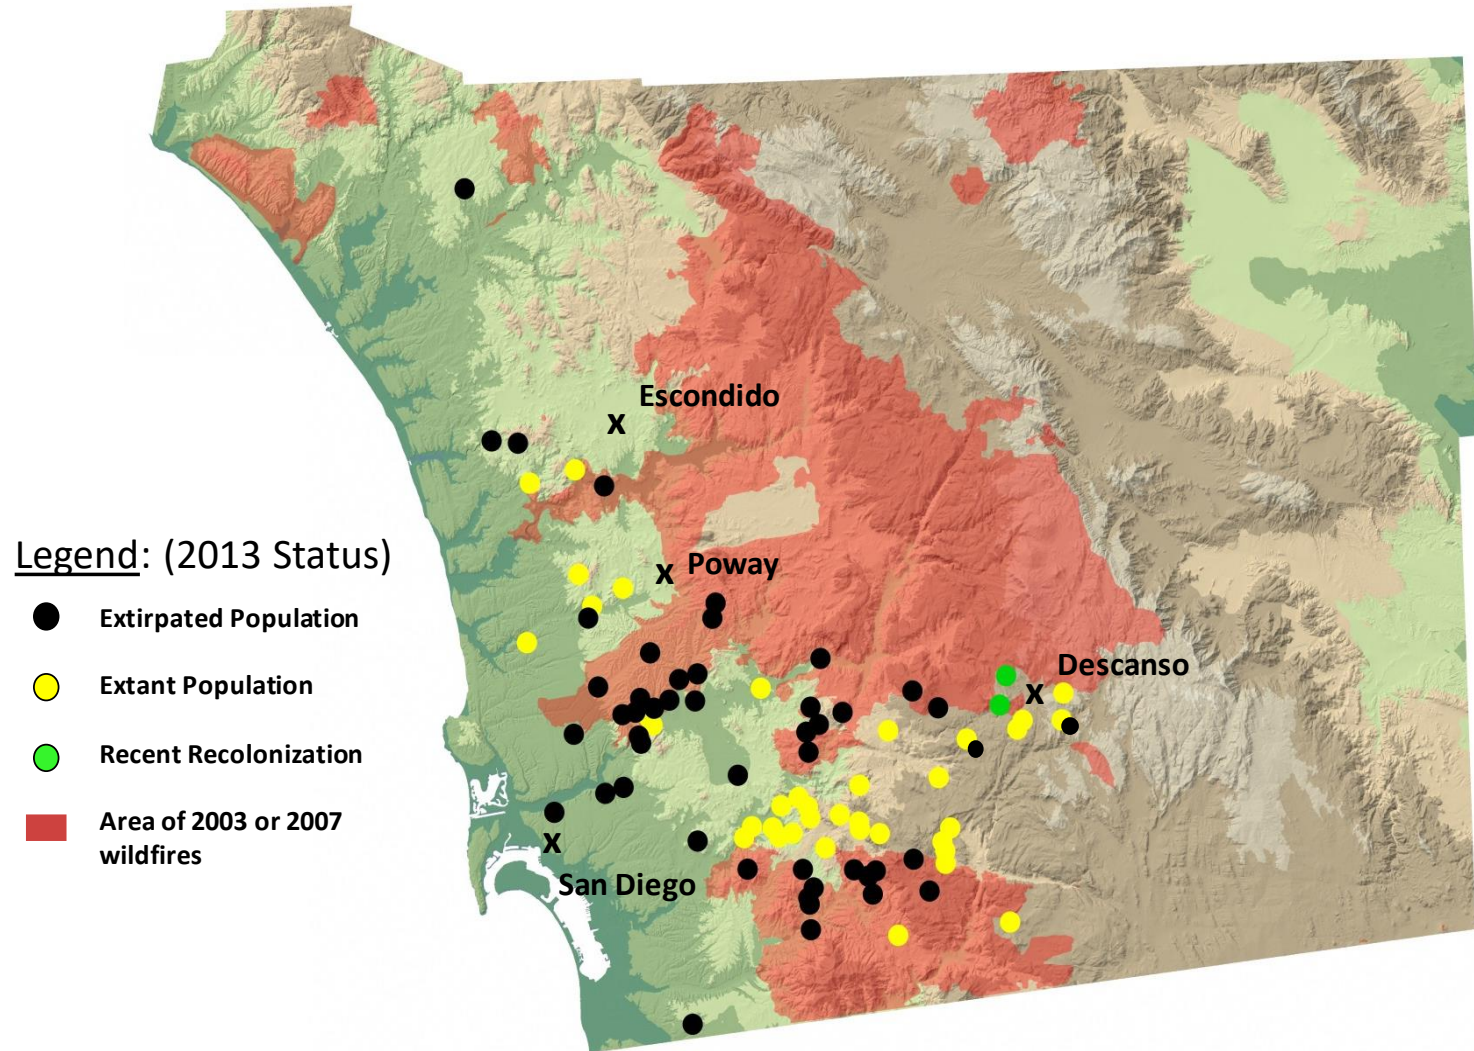 Escondido
x
x Poway
Legend: (2013 Status)
Extirpated Population
Extant Population
Recent Recolonization
Area of 2003 or 2007
wildfires
Descanso
x
x
San Diego